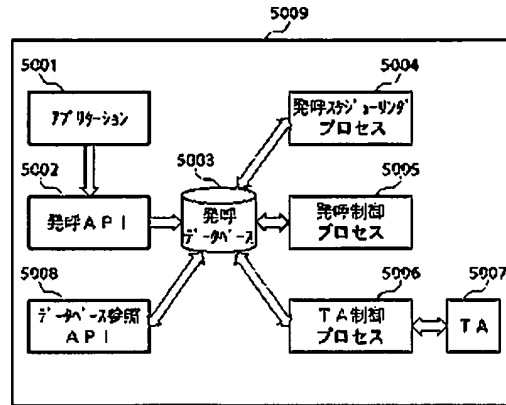 5009
5001
アプリケーション
5002
発呼API
5008
データベース参照
API
5003
発呼
データベース
5004
発呼スケジューリング
プロセス
5005
発呼制御
プロセス
5006
TA制御
プロセス
5007
TA